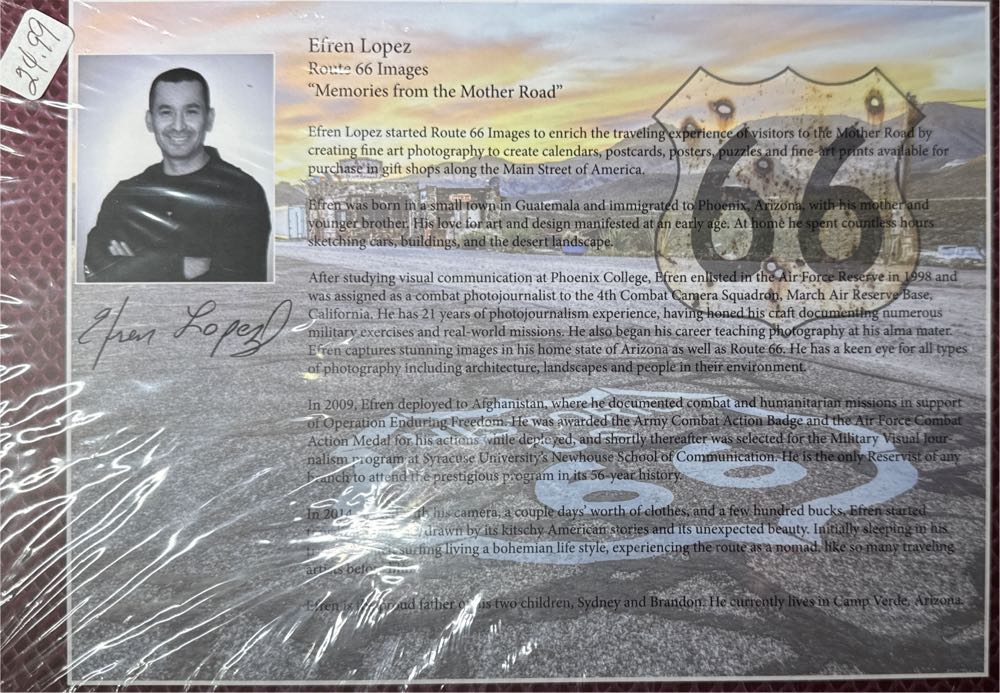 24.99
Efren Lopez
Route 66 Images
“Memories from the Mother Road”
Efren Lopez started Route 66 Images to enrich the traveling experience of visitors to the Mother Road by
creating fine art photography to create calendars, postcards, posters, puzzles and fine art prints available for
purchase in gift shops along the Main Street of America.
Efren was born in a small town in Guatemala and immigrated to Phoenix, Arizona, with his mother and
younger brother. His love for art and design manifested at an early age. At home he spent countless hours
sketching cars, buildings, and the desert landscape.
After studying visual communication at Phoenix College, Efren enlisted in the Air Force Reserve in 1998 and
was assigned as a combat photojournalist to the 4th Combat Camera Squadron, March Air Reserve Base,
California. He has 21 years of photojournalism experience, having honed his craft documenting numerous
military exercises and real-world missions. He also began his career teaching photography at his alma mater.
Efren captures stunning images in his home state of Arizona as well as Route 66. He has a keen eye for all types
of photography including architecture, landscapes and people in their environment.
In 2009, Efren deployed to Afghanistan, where he documented combat and humanitarian missions in support
of Operation Enduring Freedom. He was awarded the Army Combat Action Badge and the Air Force Combat
Action Medal for his actions while deployed, and shortly thereafter was selected for the Military Visual Jour-
nalism program at Syracuse University's Newhouse School of Communication. He is the only Reservist of any
branch to attend the prestigious program in its 56-year history.
In 2014, his camera, a couple days' worth of clothes, and a few hundred bucks, Efren started
drawn by its kitschy American stories and its unexpected beauty. Initially sleeping in his
surfing living a bohemian life style, experiencing the route as a nomad, like so many traveling
artists before him.
Efren is the proud father of his two children, Sydney and Brandon. He currently lives in Camp Verde, Arizona.
Efren Lopez
66
66